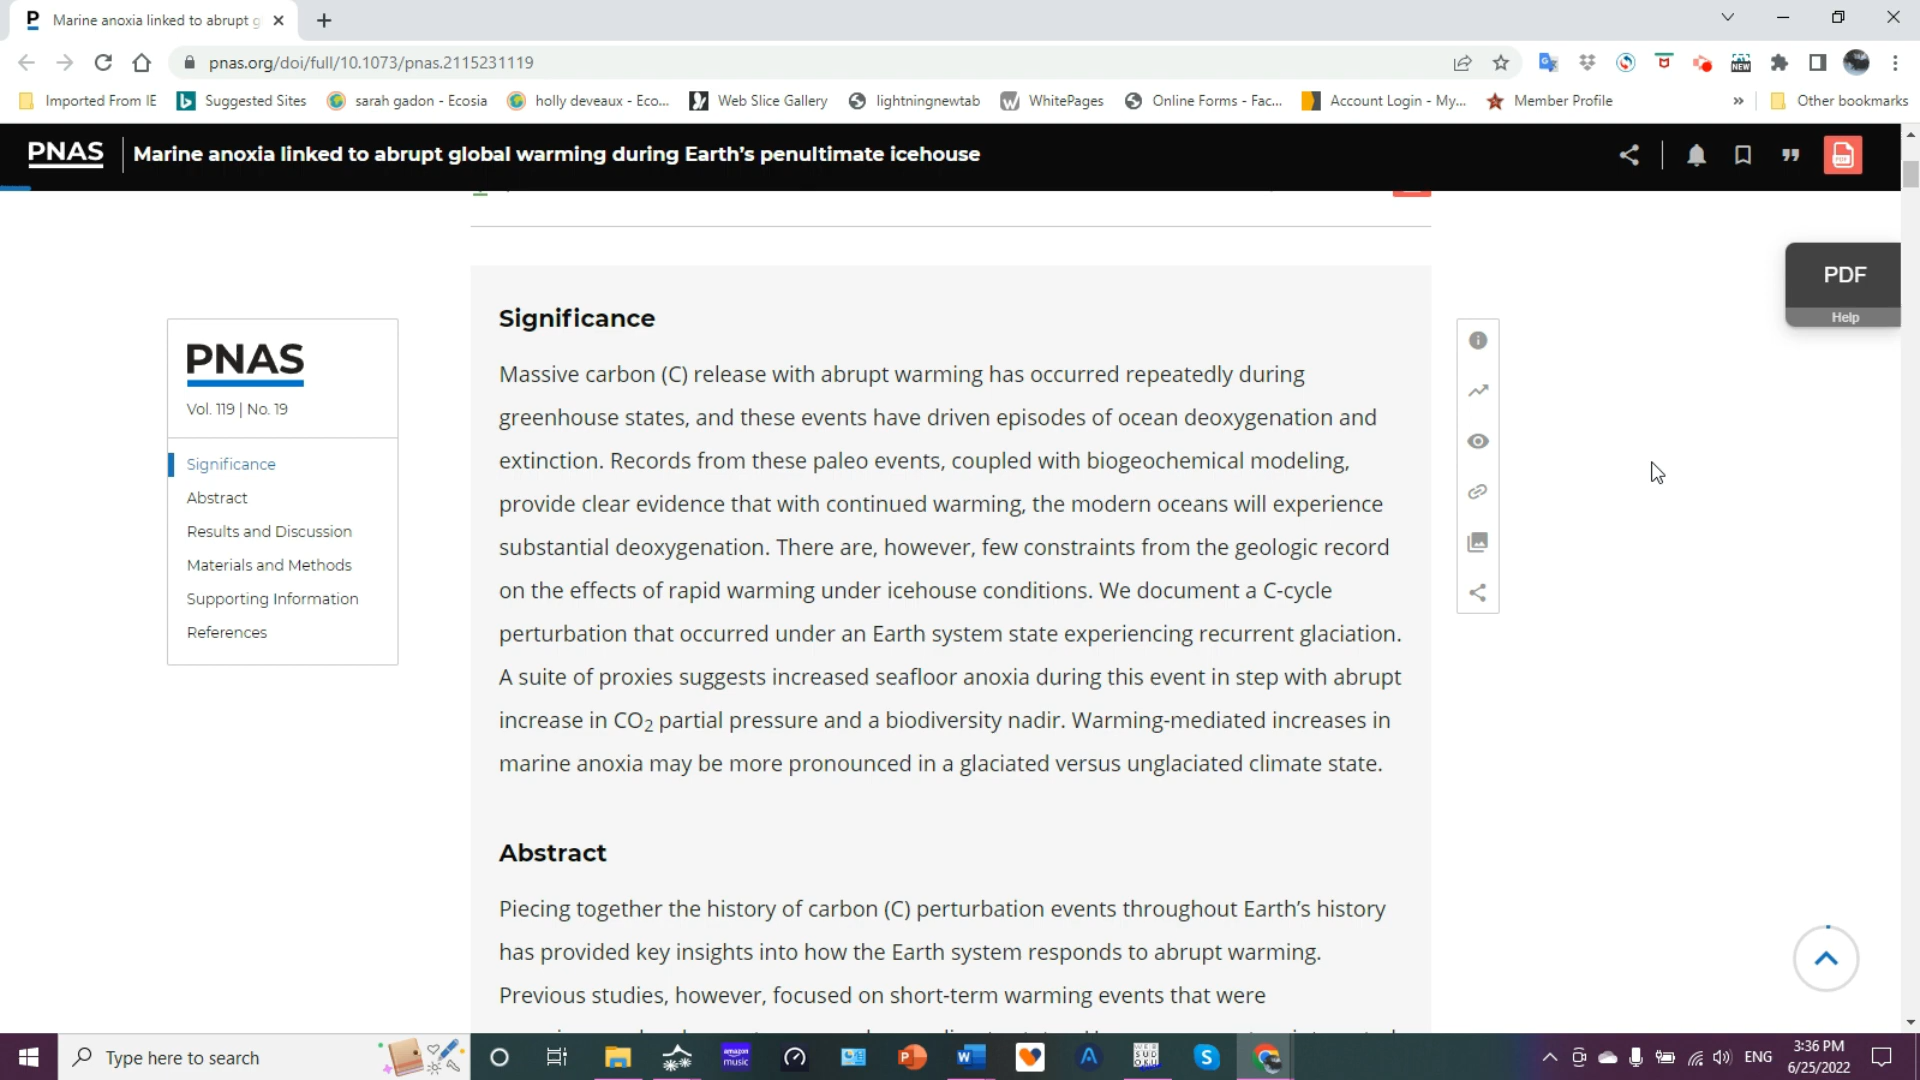 Marine anoxia linked to abrupt g
pnas.org/doi/full/10.1073/pnas.2115231119
NEW
Imported From IE
Suggested Sites
sarah gadon - Ecosia
holly deveaux - Eco...
Web Slice Gallery
lightningnewtab
WhitePages
Online Forms - Fac...
Account Login - My...
Member Profile
»
Other bookmarks
PNAS
Marine anoxia linked to abrupt global warming during Earth's penultimate icehouse
PDF
Help
PNAS
Vol. 119 | No. 19
Significance
Abstract
Results and Discussion
Materials and Methods
Supporting Information
References
Significance
Massive carbon (C) release with abrupt warming has occurred repeatedly during
greenhouse states, and these events have driven episodes of ocean deoxygenation and
extinction. Records from these paleo events, coupled with biogeochemical modeling,
provide clear evidence that with continued warming, the modern oceans will experience
substantial deoxygenation. There are, however, few constraints from the geologic record
on the effects of rapid warming under icehouse conditions. We document a C-cycle
perturbation that occurred under an Earth system state experiencing recurrent glaciation.
A suite of proxies suggests increased seafloor anoxia during this event in step with abrupt
increase in CO₂ partial pressure and a biodiversity nadir. Warming-mediated increases in
marine anoxia may be more pronounced in a glaciated versus unglaciated climate state.
Abstract
Piecing together the history of carbon (C) perturbation events throughout Earth's history
has provided key insights into how the Earth system responds to abrupt warming.
Previous studies, however, focused on short-term warming events that were
Type here to search
amazon
music
WEB
SUD
OKU
ENG
3:36 PM
6/25/2022